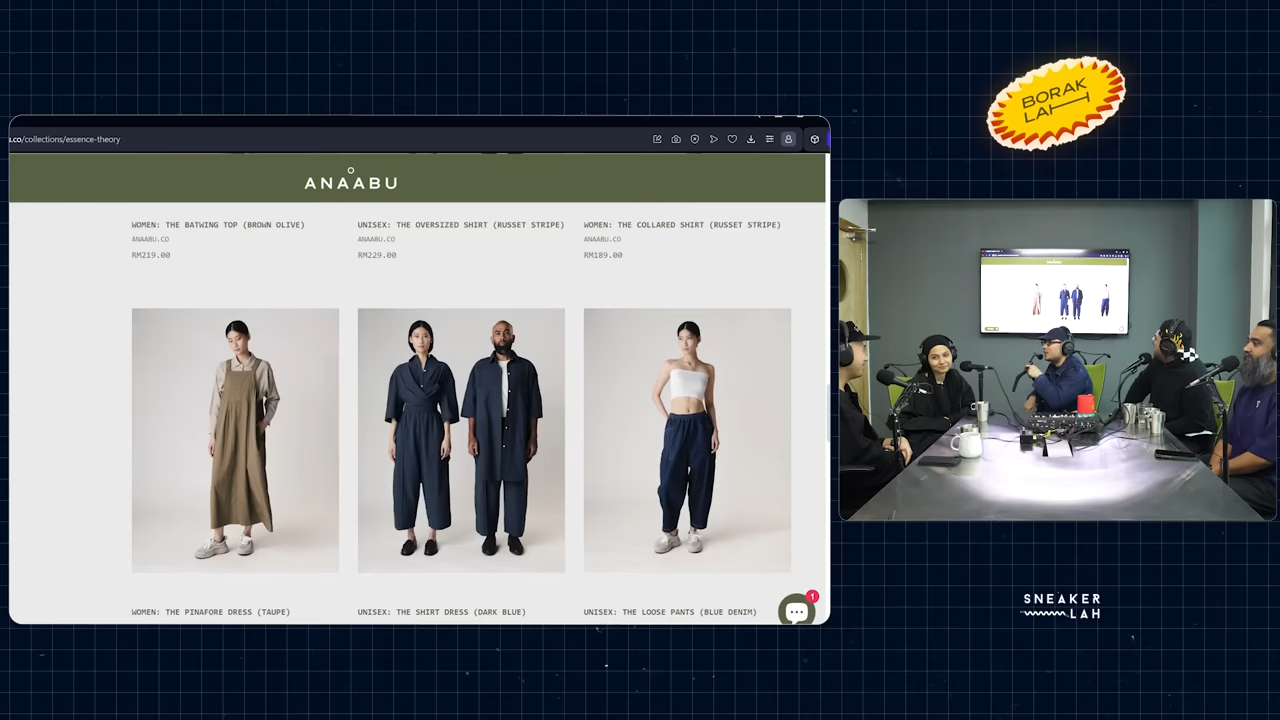 BORAK
LAH
.co/collections/essence-theory
ANAABU
WOMEN: THE BATWING TOP (BROWN OLIVE)
ANAABU.CO
RM219.00
UNISEX: THE OVERSIZED SHIRT (RUSSET STRIPE)
ANAABU.CO
RM229.00
WOMEN: THE COLLARED SHIRT (RUSSET STRIPE)
ANAABU.CO
RM189.00
WOMEN: THE PINAFORE DRESS (TAUPE)
UNISEX: THE SHIRT DRESS (DARK BLUE)
UNISEX: THE LOOSE PANTS (BLUE DENIM)
1
SNEAKER
LAH